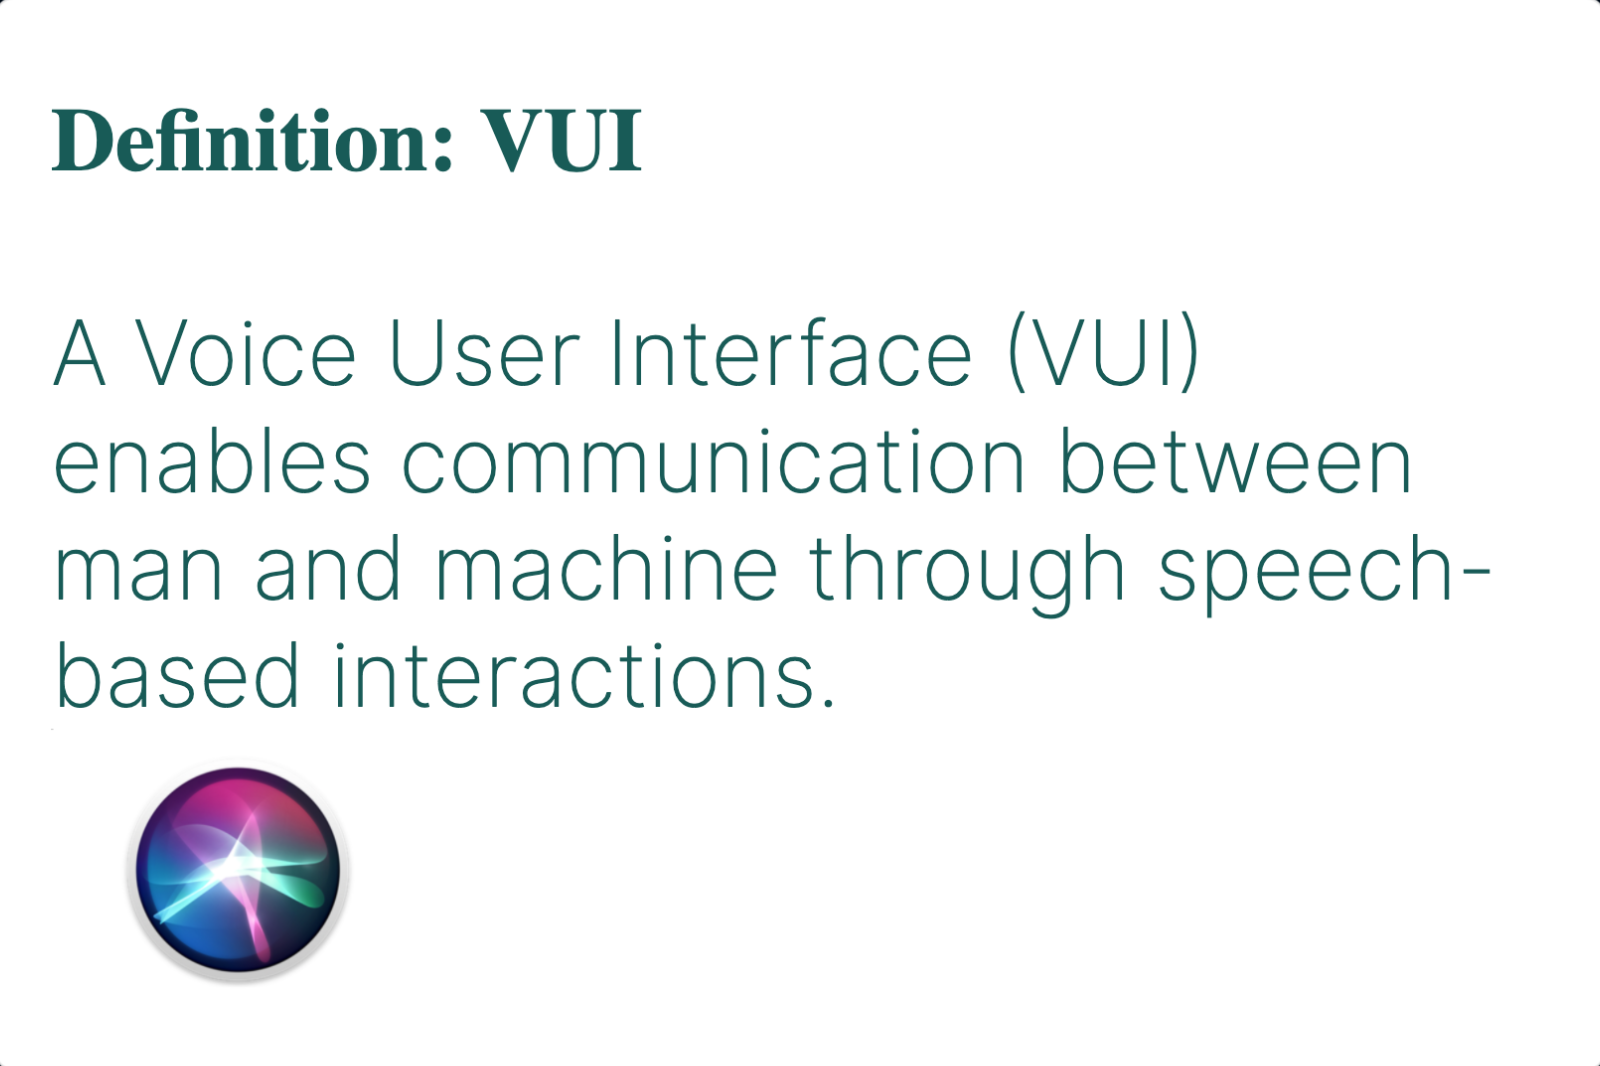 Definition: VUI
A Voice User Interface (VUI)
enables communication between
man and machine through speech-
based interactions.